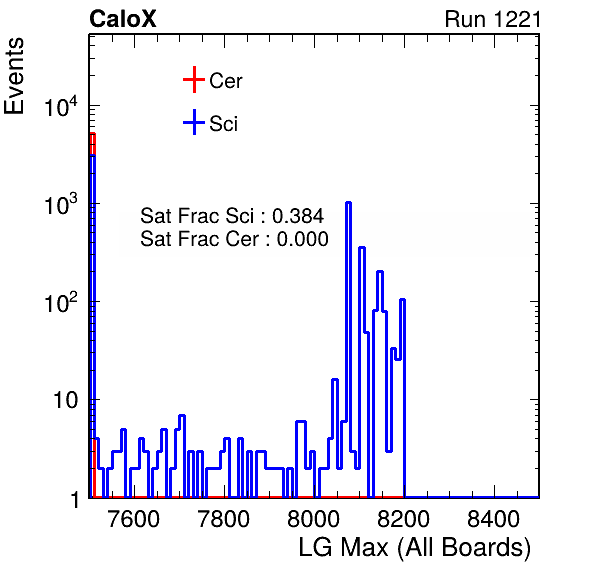 CaloX
Run 1221
Events
Cer
Sci
Sat Frac Sci : 0.384
Sat Frac Cer : 0.000
10⁴
10³
10²
10
1
7600 7800 8000 8200 8400
LG Max (All Boards)